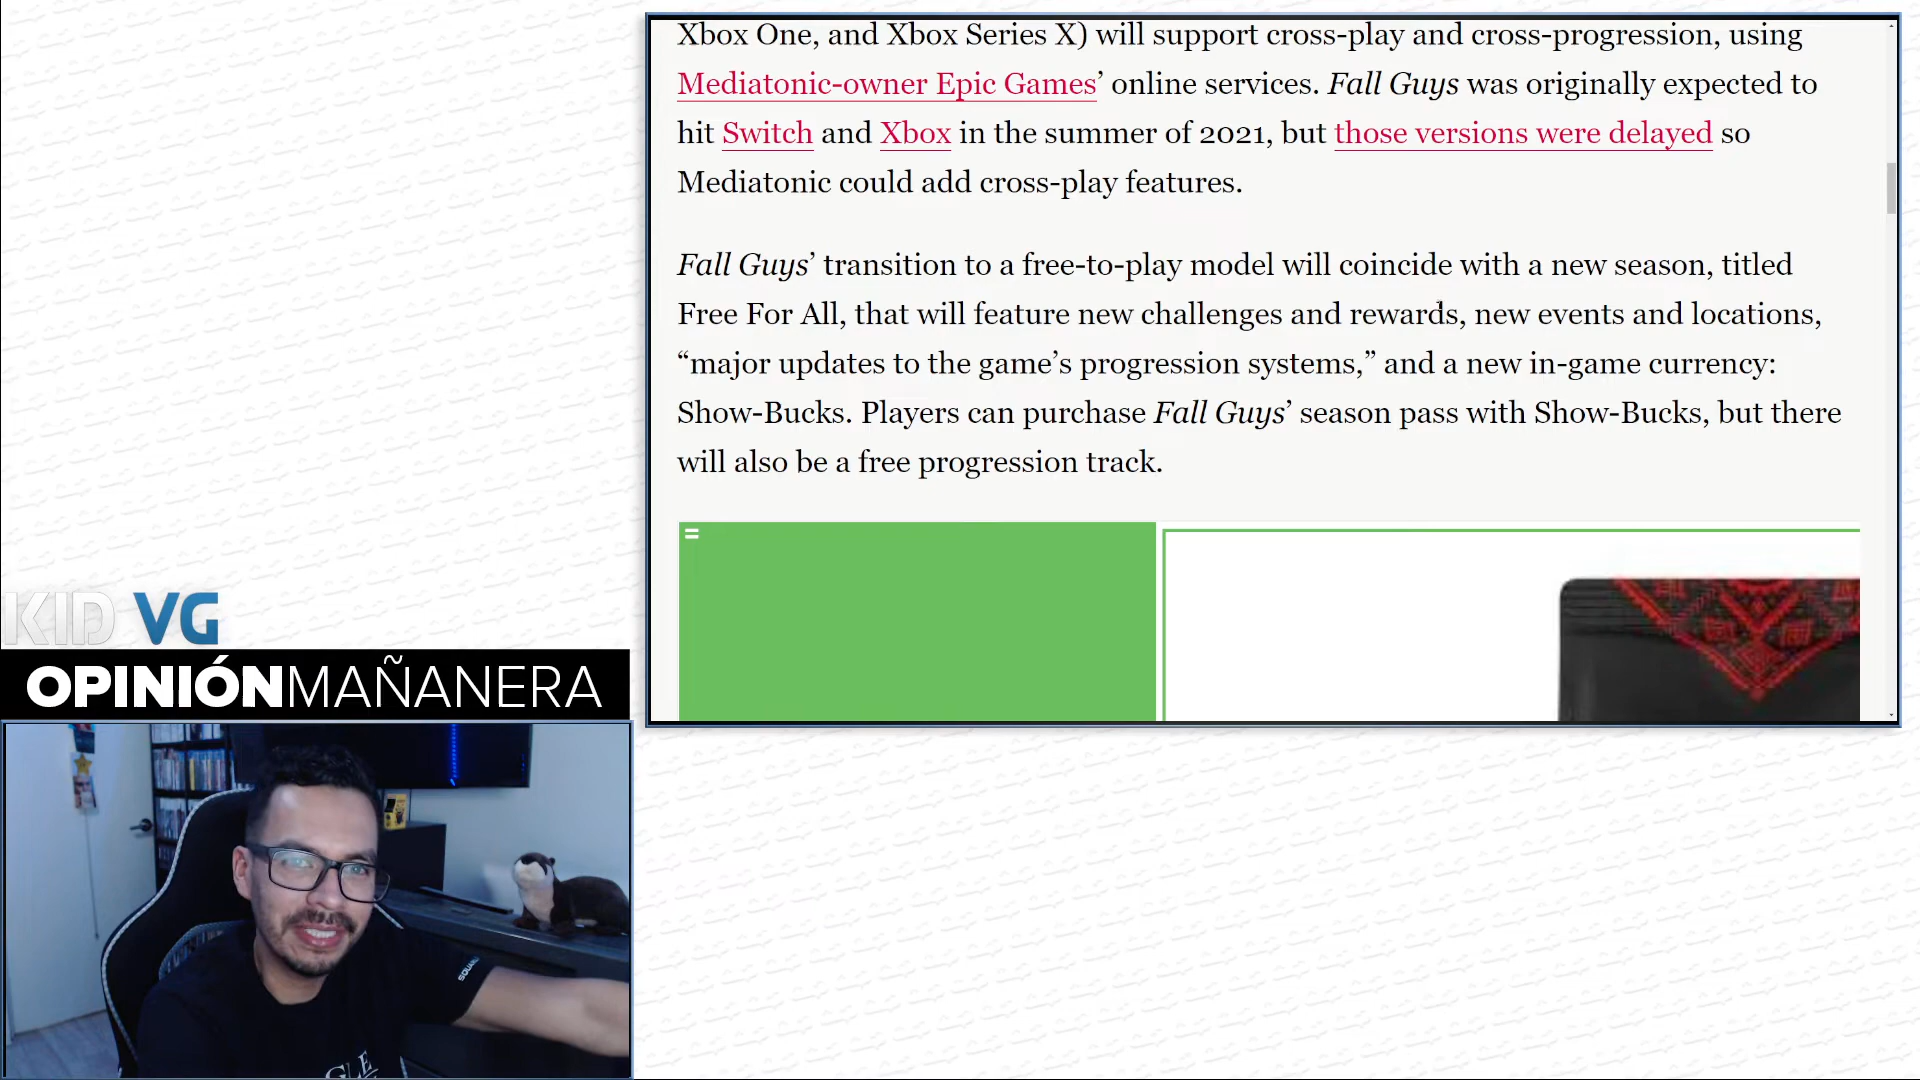 Xbox One, and Xbox Series X) will support cross-play and cross-progression, using
Mediatonic-owner Epic Games’ online services. Fall Guys was originally expected to
hit Switch and Xbox in the summer of 2021, but those versions were delayed so
Mediatonic could add cross-play features.
Fall Guys’ transition to a free-to-play model will coincide with a new season, titled
Free For All, that will feature new challenges and rewards, new events and locations,
“major updates to the game’s progression systems,” and a new in-game currency:
Show-Bucks. Players can purchase Fall Guys’ season pass with Show-Bucks, but there
will also be a free progression track.
KID VG
OPINIÓN MAÑANERA